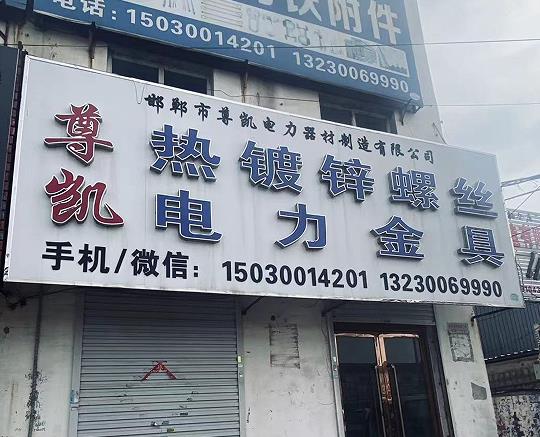 铁附件
电话：15030014201 13230069990
邯郸市尊凯电力器材制造有限公司
尊凯
热镀锌螺丝
电力金具
手机/微信：15030014201 13230069990